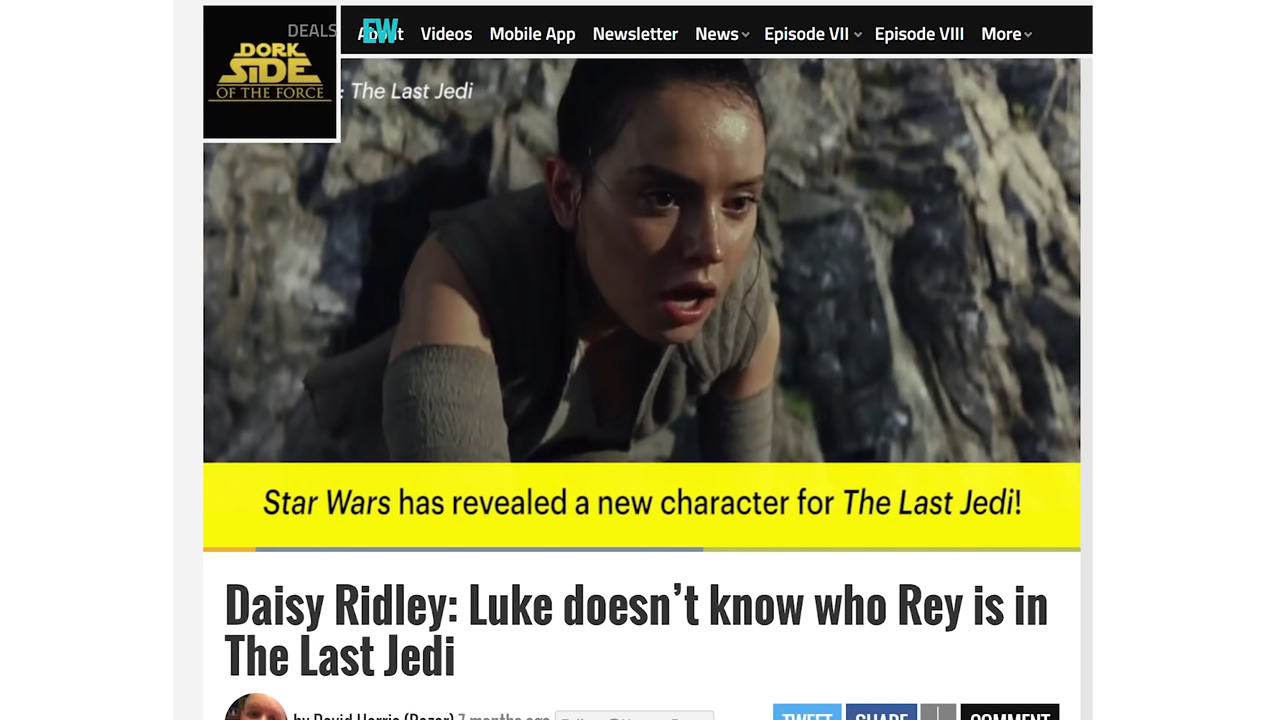 DEALS
EW
Videos
Mobile App
Newsletter
News
Episode VII
Episode VIII
More
DORK
SIDE
OF THE FORCE
: The Last Jedi
Star Wars has revealed a new character for The Last Jedi!
Daisy Ridley: Luke doesn't know who Rey is in
The Last Jedi
by David Harris (Bozer) 7 months ago
TWEET
SHARE
COMMENT